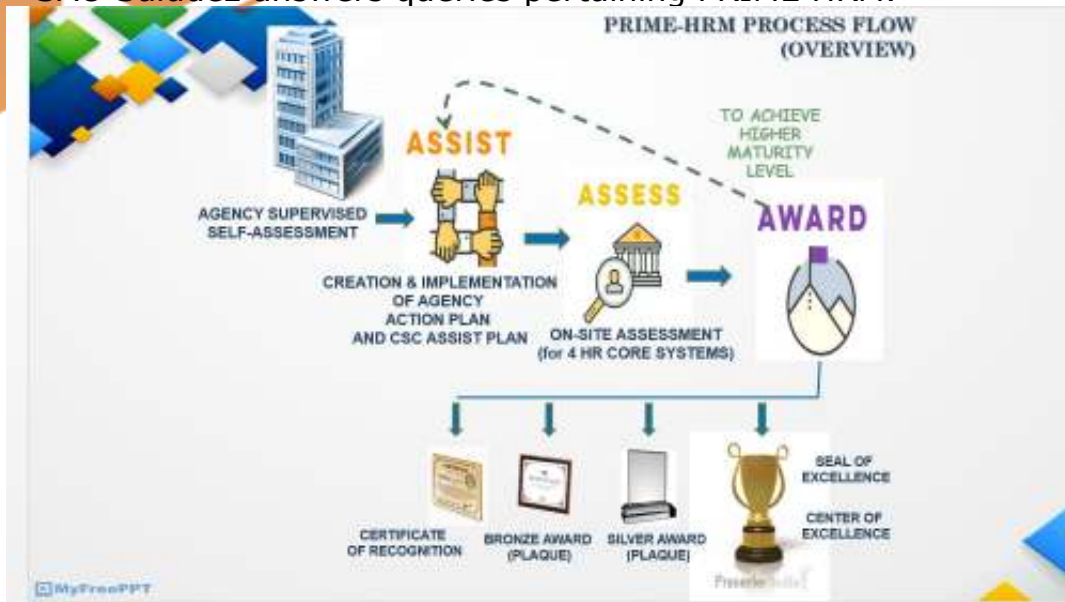 PRIME-HRM PROCESS FLOW
(OVERVIEW)
TO ACHIEVE
HIGHER
MATURITY
LEVEL
ASSIST
ASSESS
AWARD
AGENCY SUPERVISED
SELF-ASSESSMENT
CREATION & IMPLEMENTATION
OF AGENCY
ACTION PLAN
AND CSC ASSIST PLAN
ON-SITE ASSESSMENT
(for 4 HR CORE SYSTEMS)
CERTIFICATE
OF RECOGNITION
BRONZE AWARD
(PLAQUE)
SILVER AWARD
(PLAQUE)
SEAL OF
EXCELLENCE
CENTER OF
EXCELLENCE
MyFreePPT